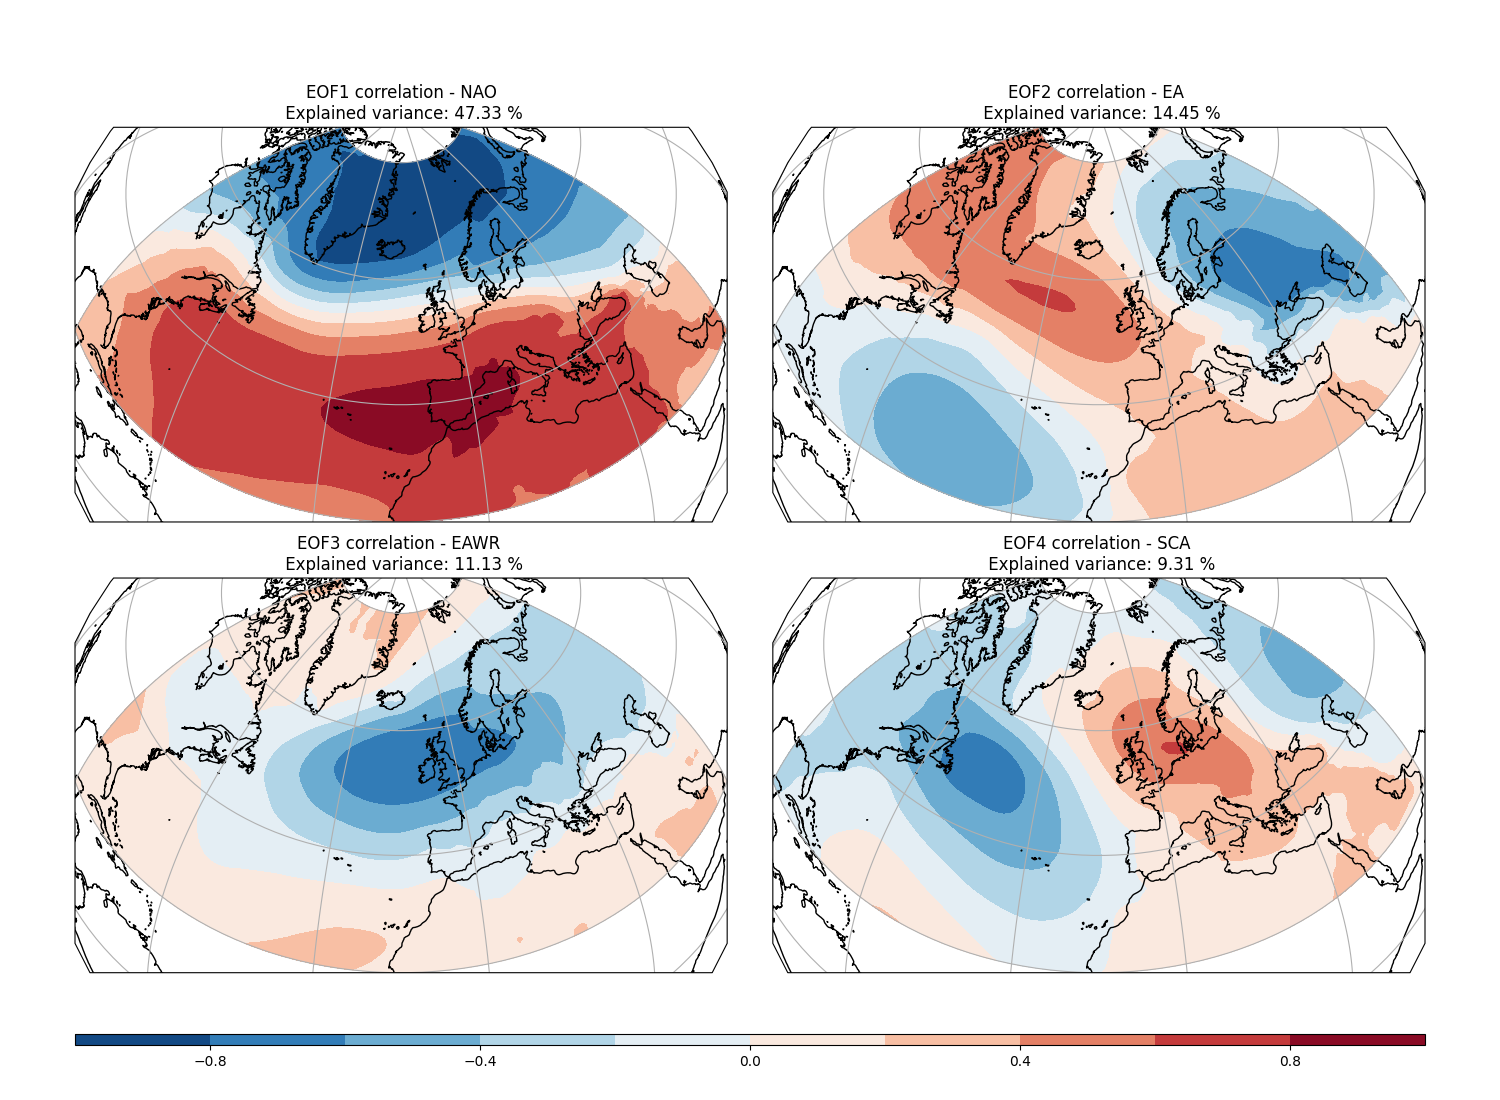 EOF1 correlation - NAO
Explained variance: 47.33 %
EOF2 correlation - EA
Explained variance: 14.45 %
EOF3 correlation - EAWR
Explained variance: 11.13 %
EOF4 correlation - SCA
Explained variance: 9.31 %
−0.8 −0.4 0.0 0.4 0.8